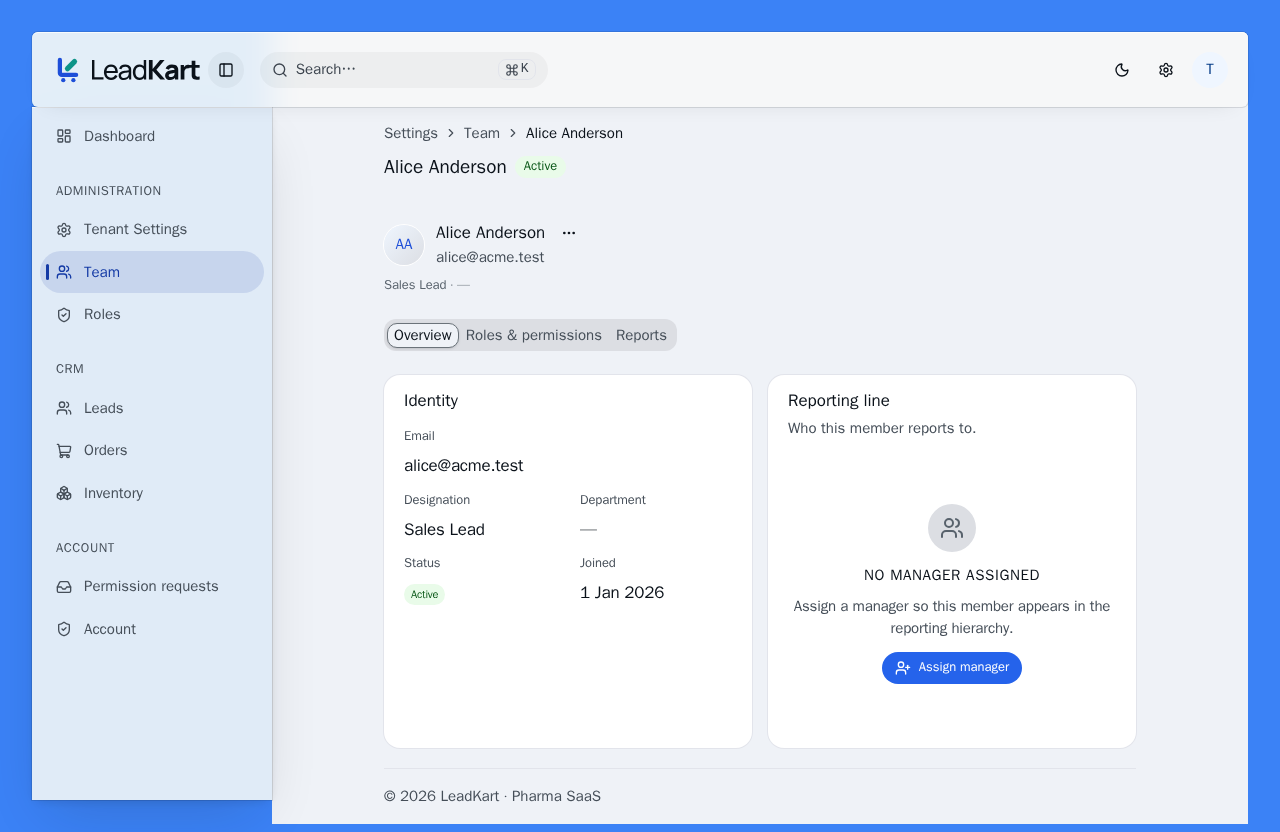 LeadKart
Search…
⌘K
T
Dashboard
ADMINISTRATION
Tenant Settings
Team
Roles
CRM
Leads
Orders
Inventory
ACCOUNT
Permission requests
Account
Settings > Team > Alice Anderson
Alice Anderson Active
AA
Alice Anderson
alice@acme.test
Sales Lead · —
Overview Roles & permissions Reports
Identity
Email
alice@acme.test
Designation Department
Sales Lead —
Status Joined
Active 1 Jan 2026
Reporting line
Who this member reports to.
NO MANAGER ASSIGNED
Assign a manager so this member appears in the
reporting hierarchy.
Assign manager
© 2026 LeadKart · Pharma SaaS